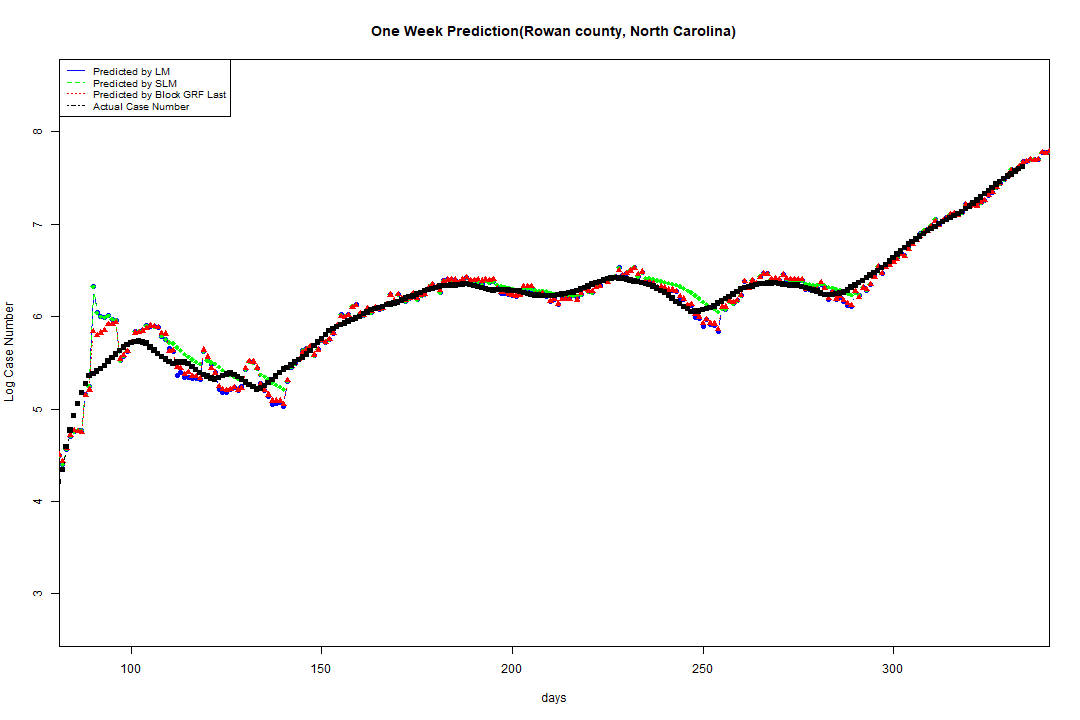 One Week Prediction(Rowan county, North Carolina)
Predicted by LM
Predicted by SLM
Predicted by Block GRF Last
Actual Case Number
8
7
6
5
4
3
Log Case Number
100 150 200 250 300
days